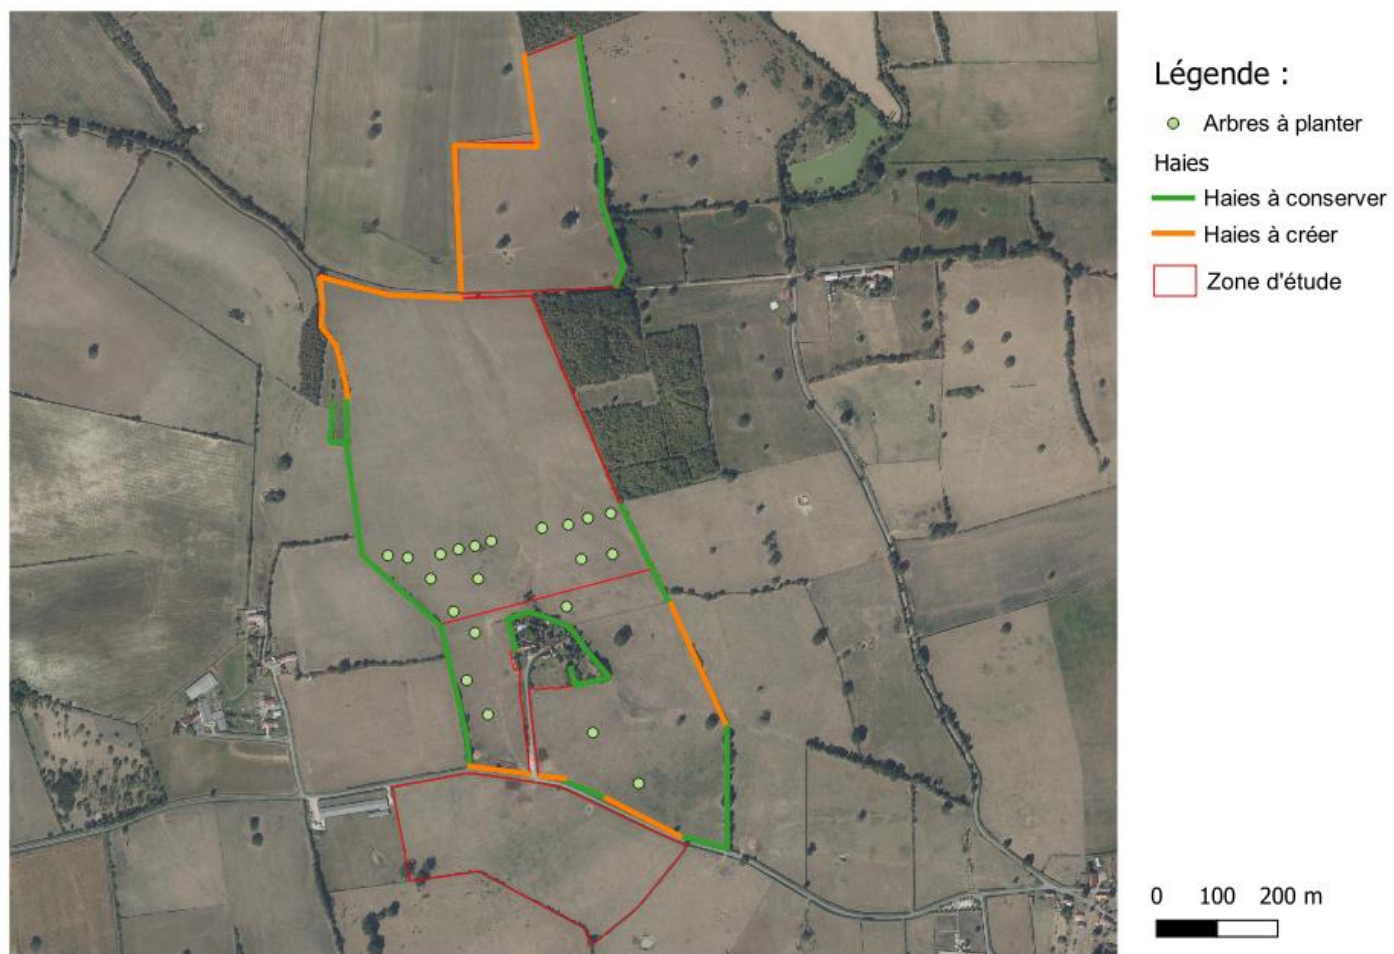 Légende :
Arbres à planter
Haies
Haies à conserver
Haies à créer
Zone d'étude
0 100 200 m